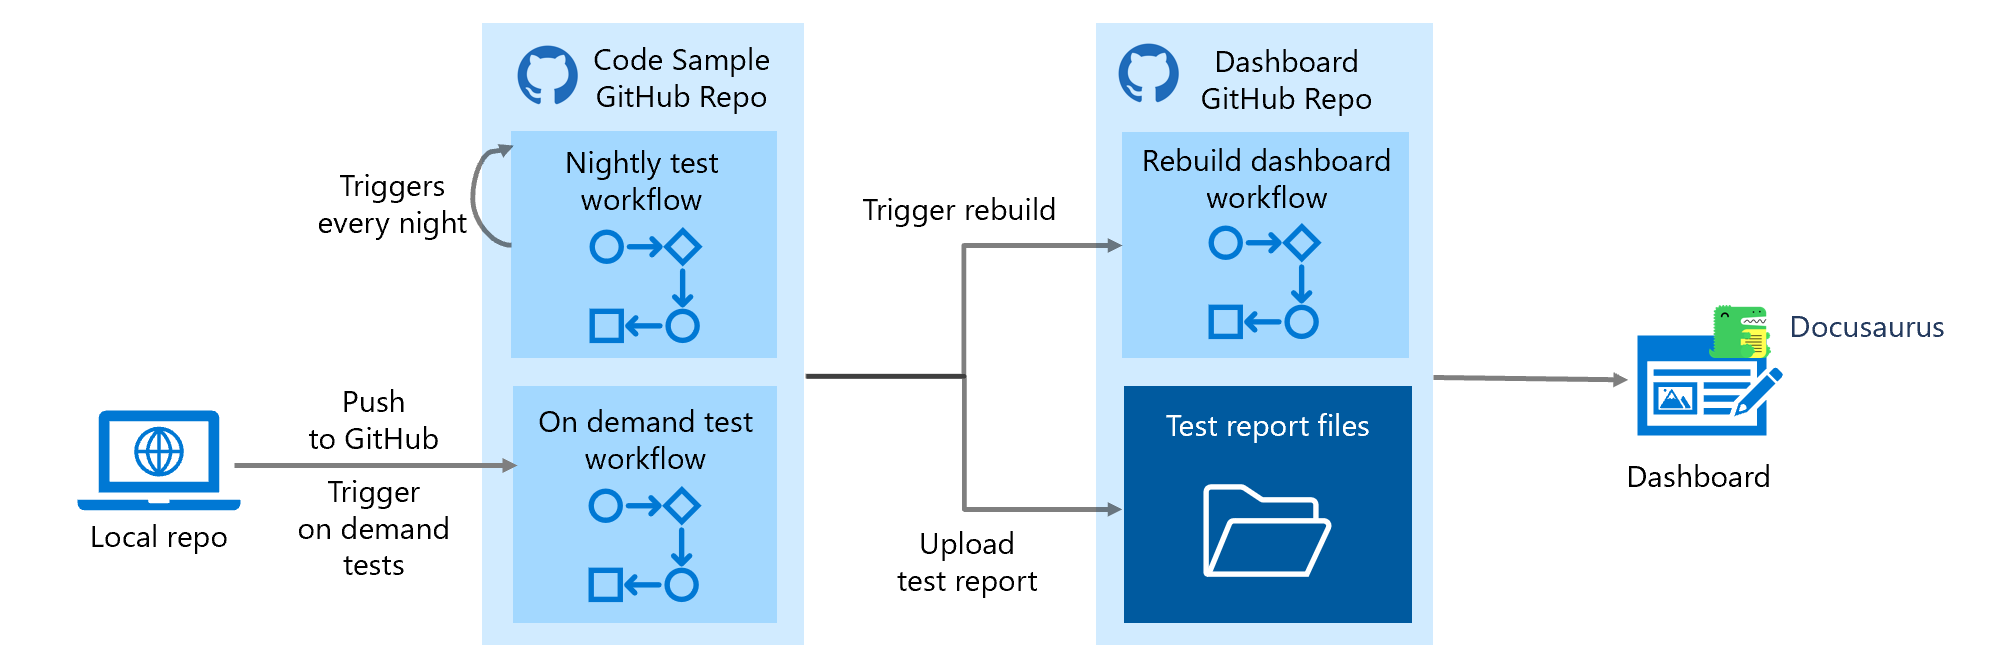 Code Sample
GitHub Repo
Nightly test
workflow
Triggers
every night
On demand test
workflow
Push
to GitHub
Trigger
on demand
tests
Local repo
Trigger rebuild
Upload
test report
Dashboard
GitHub Repo
Rebuild dashboard
workflow
Test report files
Docusaurus
Dashboard